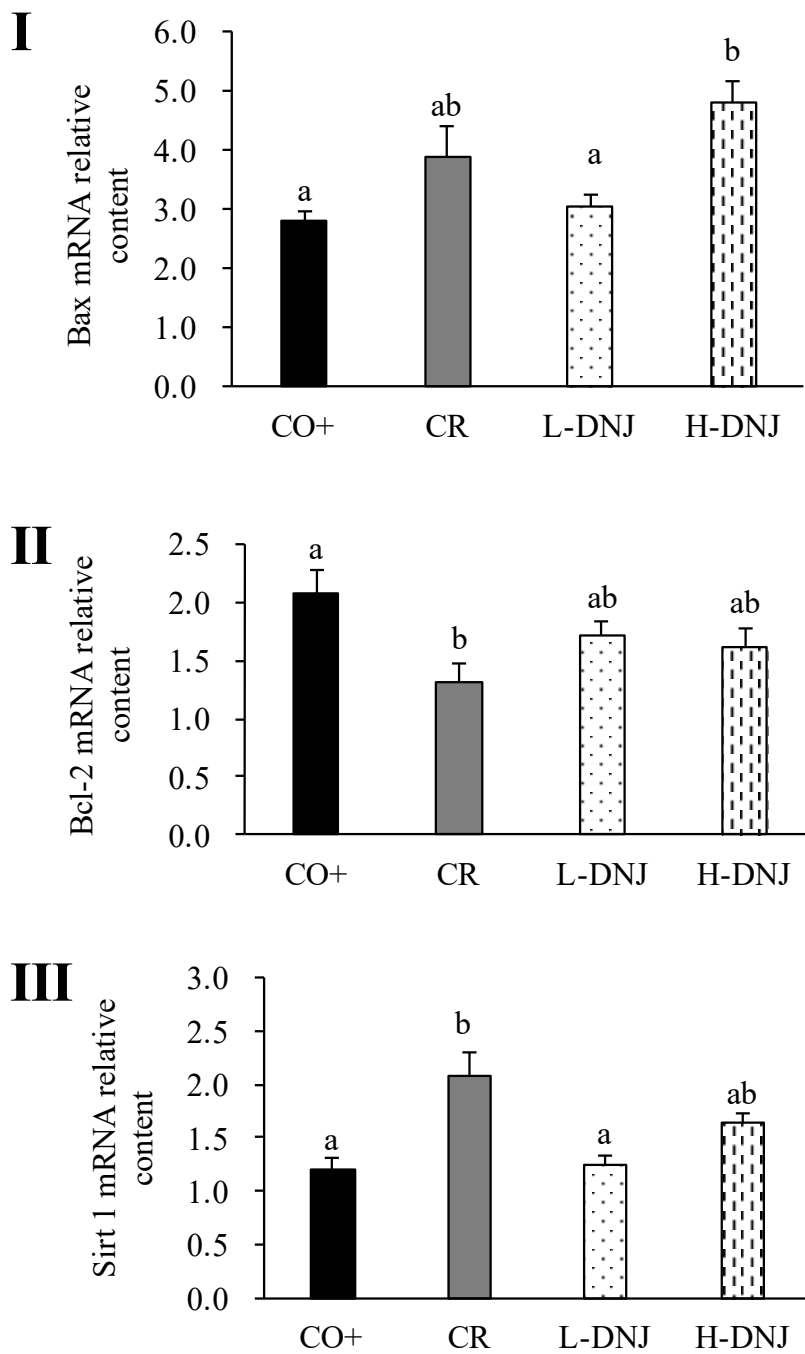 I
Bax mRNA relative
content
6.0
5.0
4.0
3.0
2.0
1.0
0.0
a
ab
a
b
CO+ CR L-DNJ H-DNJ
II
Bcl-2 mRNA relative
content
2.5
2.0
1.5
1.0
0.5
0.0
a
b
ab
ab
CO+ CR L-DNJ H-DNJ
III
Sirt 1 mRNA relative
content
3.0
2.5
2.0
1.5
1.0
0.5
0.0
a
b
a
ab
CO+ CR L-DNJ H-DNJ